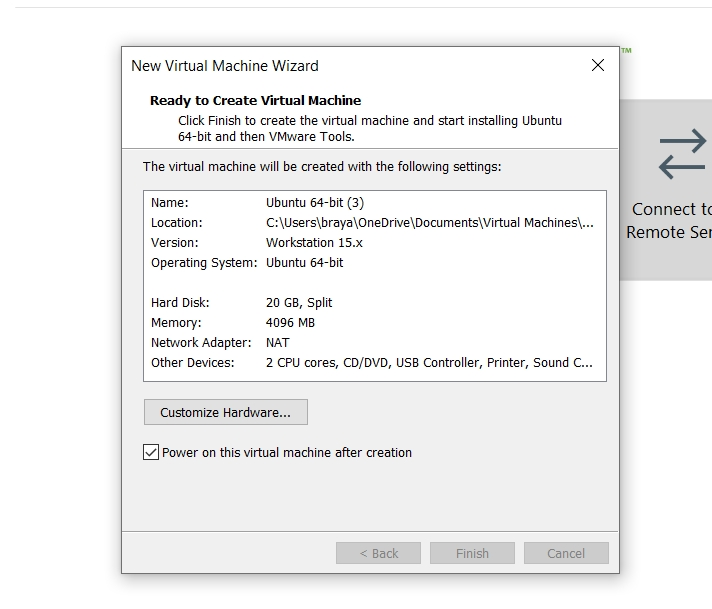 ™
New Virtual Machine Wizard
Ready to Create Virtual Machine
Click Finish to create the virtual machine and start installing Ubuntu
64-bit and then VMware Tools.
The virtual machine will be created with the following settings:
Name: Ubuntu 64-bit (3)
Location: C:\Users\braya\OneDrive\Documents\Virtual Machines\...
Version: Workstation 15.x
Operating System: Ubuntu 64-bit
Hard Disk: 20 GB, Split
Memory: 4096 MB
Network Adapter: NAT
Other Devices: 2 CPU cores, CD/DVD, USB Controller, Printer, Sound C...
Customize Hardware...
Power on this virtual machine after creation
< Back Finish Cancel
Connect to
Remote Ser